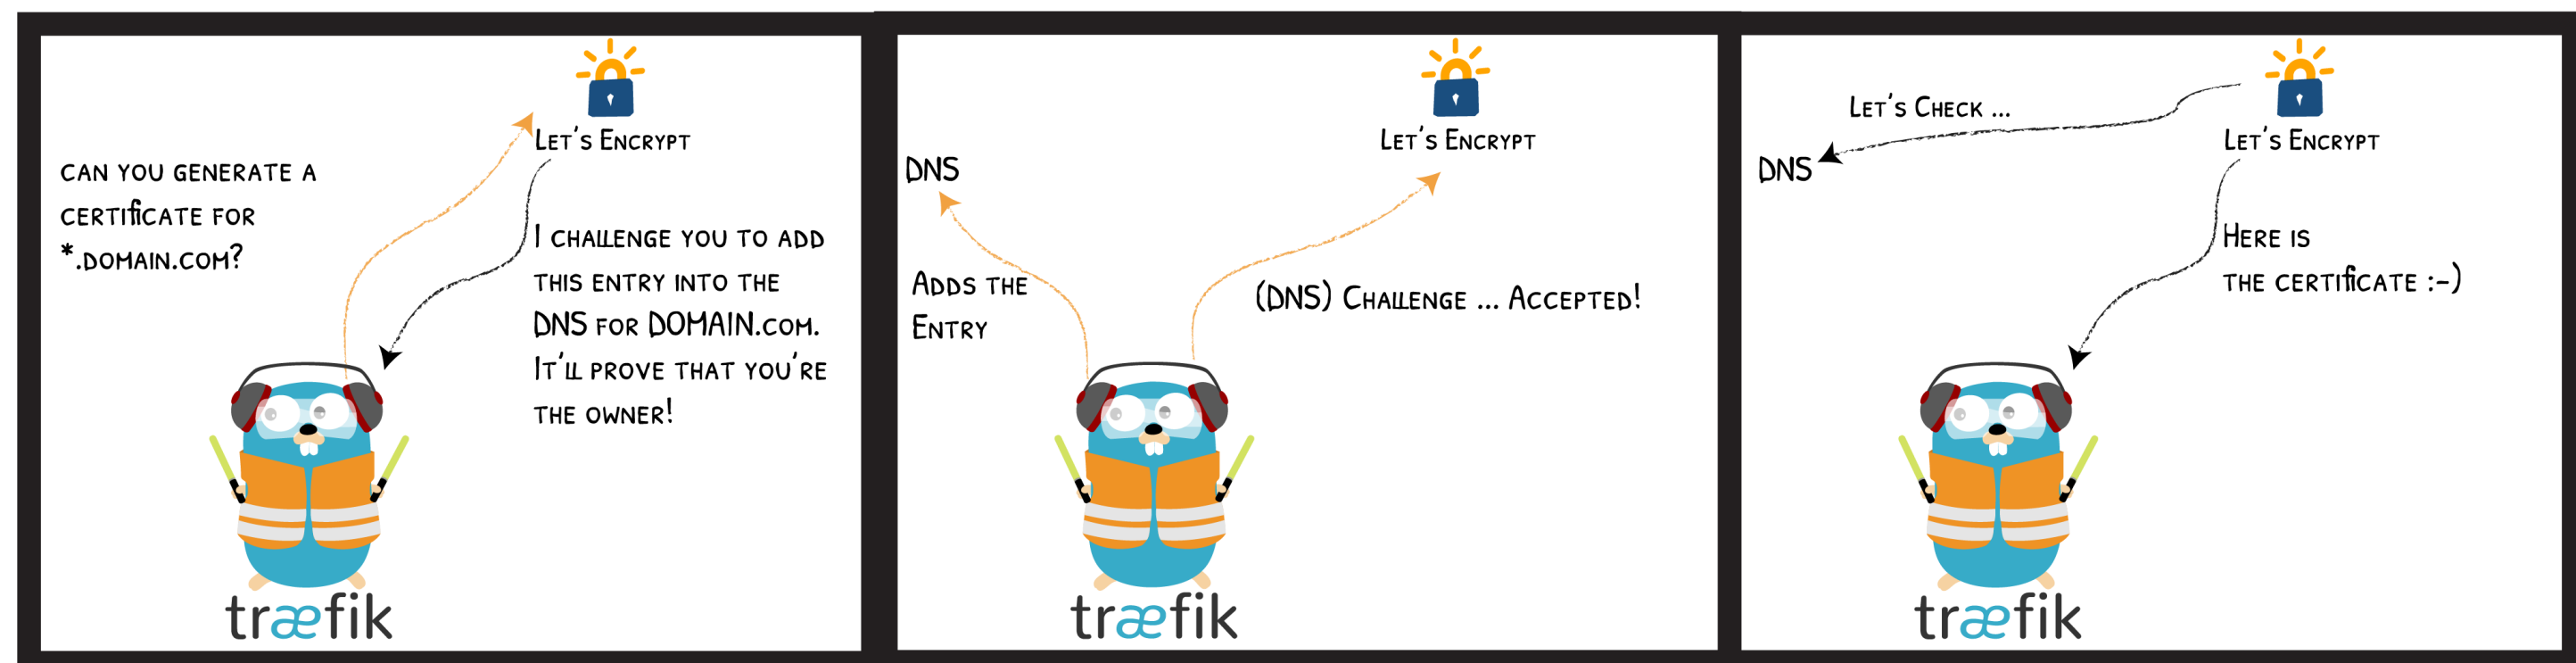 Let's Encrypt
can you generate a
certificate for
*.domain.com?
I challenge you to add
this entry into the
DNS for DOMAIN.com.
It'll prove that you're
the owner!
træfik
Let's Encrypt
DNS
Adds the
Entry
(DNS) Challenge ... Accepted!
træfik
Let's Check ...
Let's Encrypt
DNS
Here is
the certificate :-)
træfik